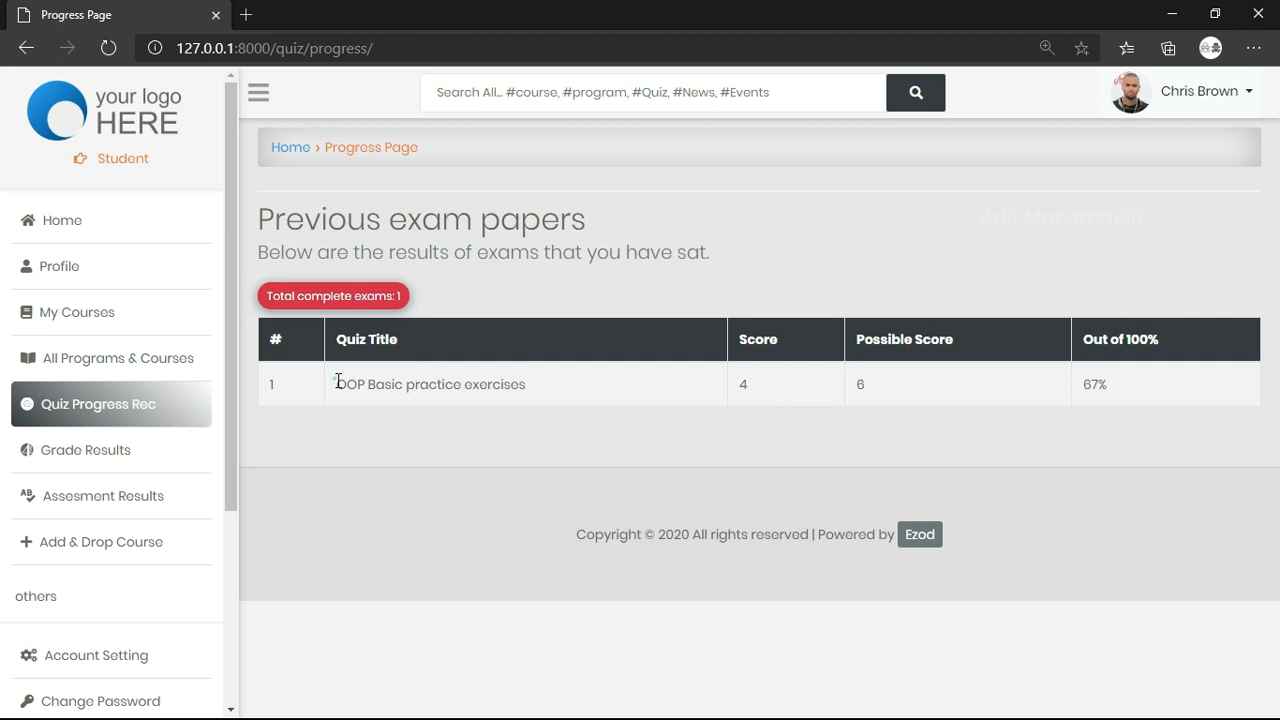 Progress Page
127.0.0.1:8000/quiz/progress/
your logo
HERE
Student
Search All... #course, #program, #Quiz, #News, #Events
Chris Brown
Home › Progress Page
Home
Profile
My Courses
All Programs & Courses
Quiz Progress Rec
Grade Results
Assesment Results
Add & Drop Course
others
Account Setting
Change Password
Previous exam papers
Adil Mohammed
Below are the results of exams that you have sat.
Total complete exams: 1
# Quiz Title Score Possible Score Out of 100%
1 OOP Basic practice exercises 4 6 67%
Copyright © 2020 All rights reserved | Powered by Ezod